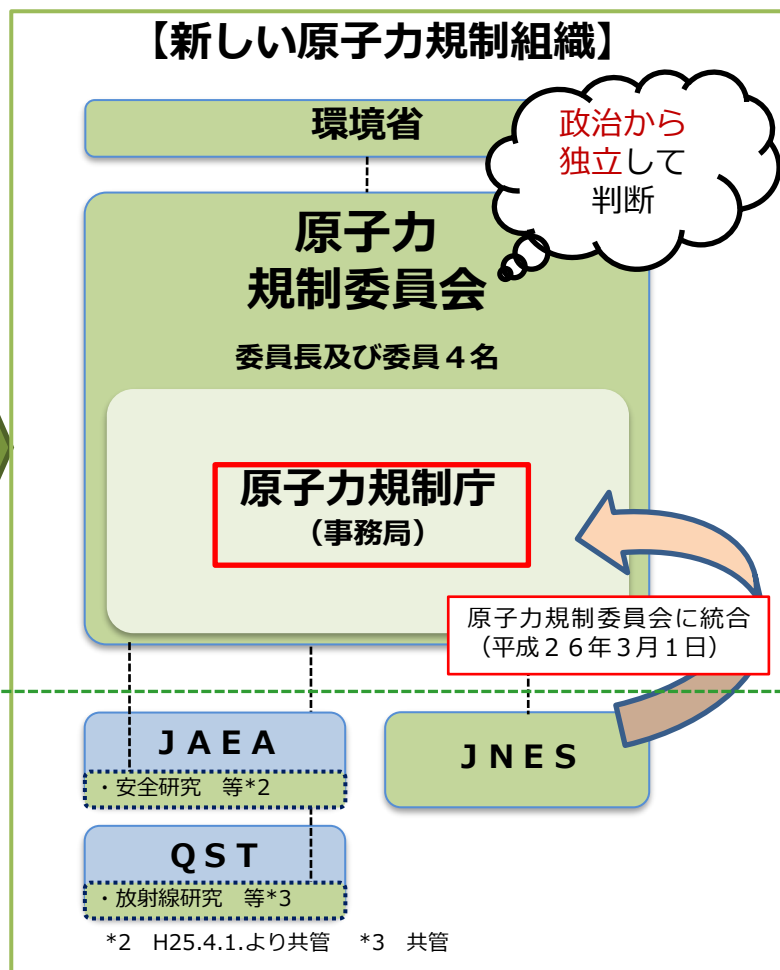 【新しい原子力規制組織】
環境省
政治から
独立して
判断
原子力
規制委員会
委員長及び委員４名
原子力規制庁
（事務局）
原子力規制委員会に統合
（平成２６年３月１日）
ＪＡＥＡ
・安全研究　等*2
ＪＮＥＳ
ＱＳＴ
・放射線研究　等*3
*2　H25.4.1.より共管　*3　共管